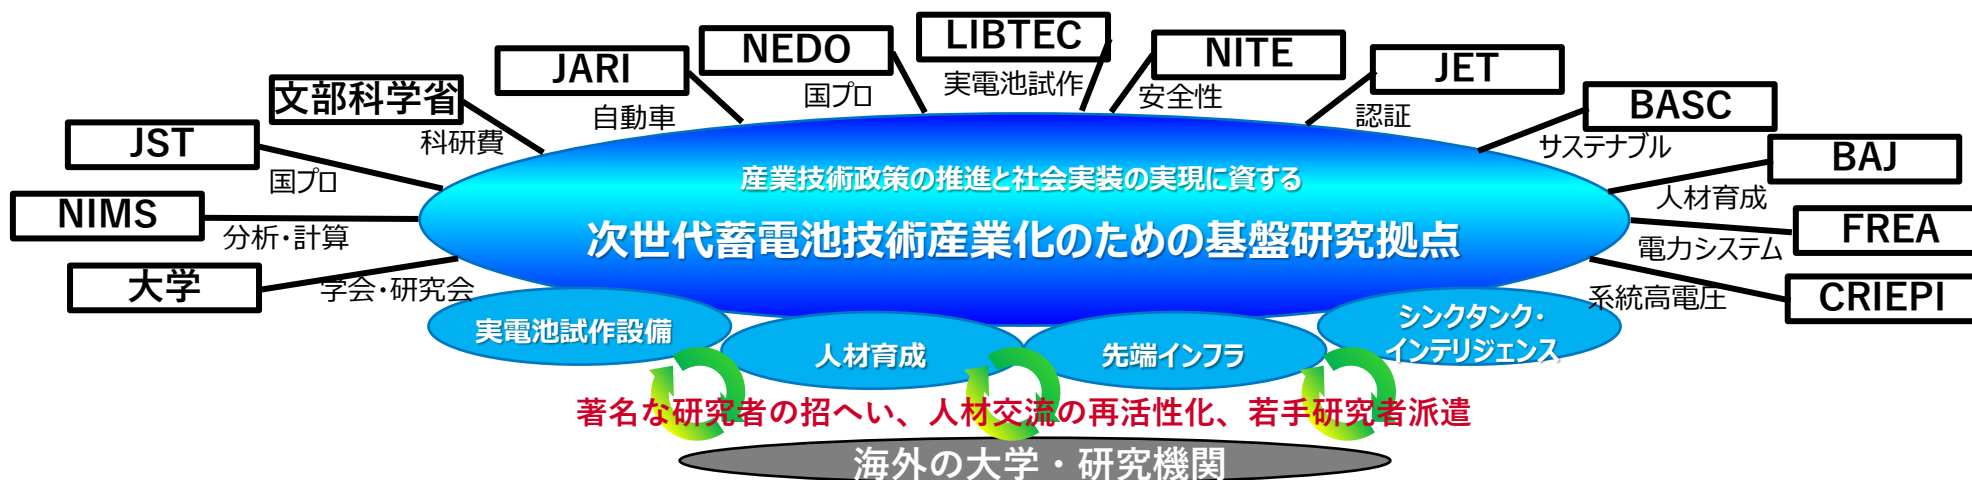 LIBTEC
NEDO
NITE
JARI
JET
実電池試作
国プロ
安全性
文部科学省
BASC
自動車
認証
JST
科研費
サステナブル
BAJ
国プロ
産業技術政策の推進と社会実装の実現に資する
人材育成
NIMS
FREA
分析・計算
次世代蓄電池技術産業化のための基盤研究拠点
電力システム
大学
学会・研究会
系統高電圧
CRIEPI
実電池試作設備
人材育成
先端インフラ
シンクタンク・
インテリジェンス
著名な研究者の招へい、人材交流の再活性化、若手研究者派遣
海外の大学・研究機関